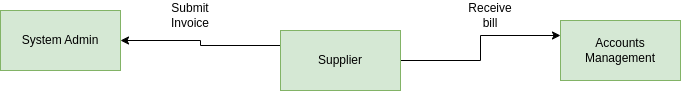 Submit
Invoice
Receive
bill
System Admin
Supplier
Accounts
Management